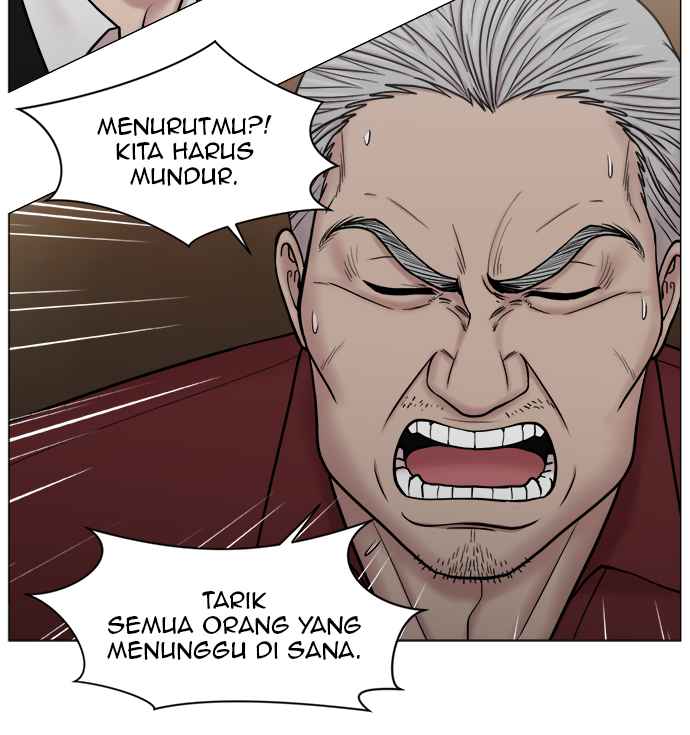 MENURUTMU?!
KITA HARUS
MUNDUR.
TARIK
SEMUA ORANG YANG
MENUNGGU DI SANA.